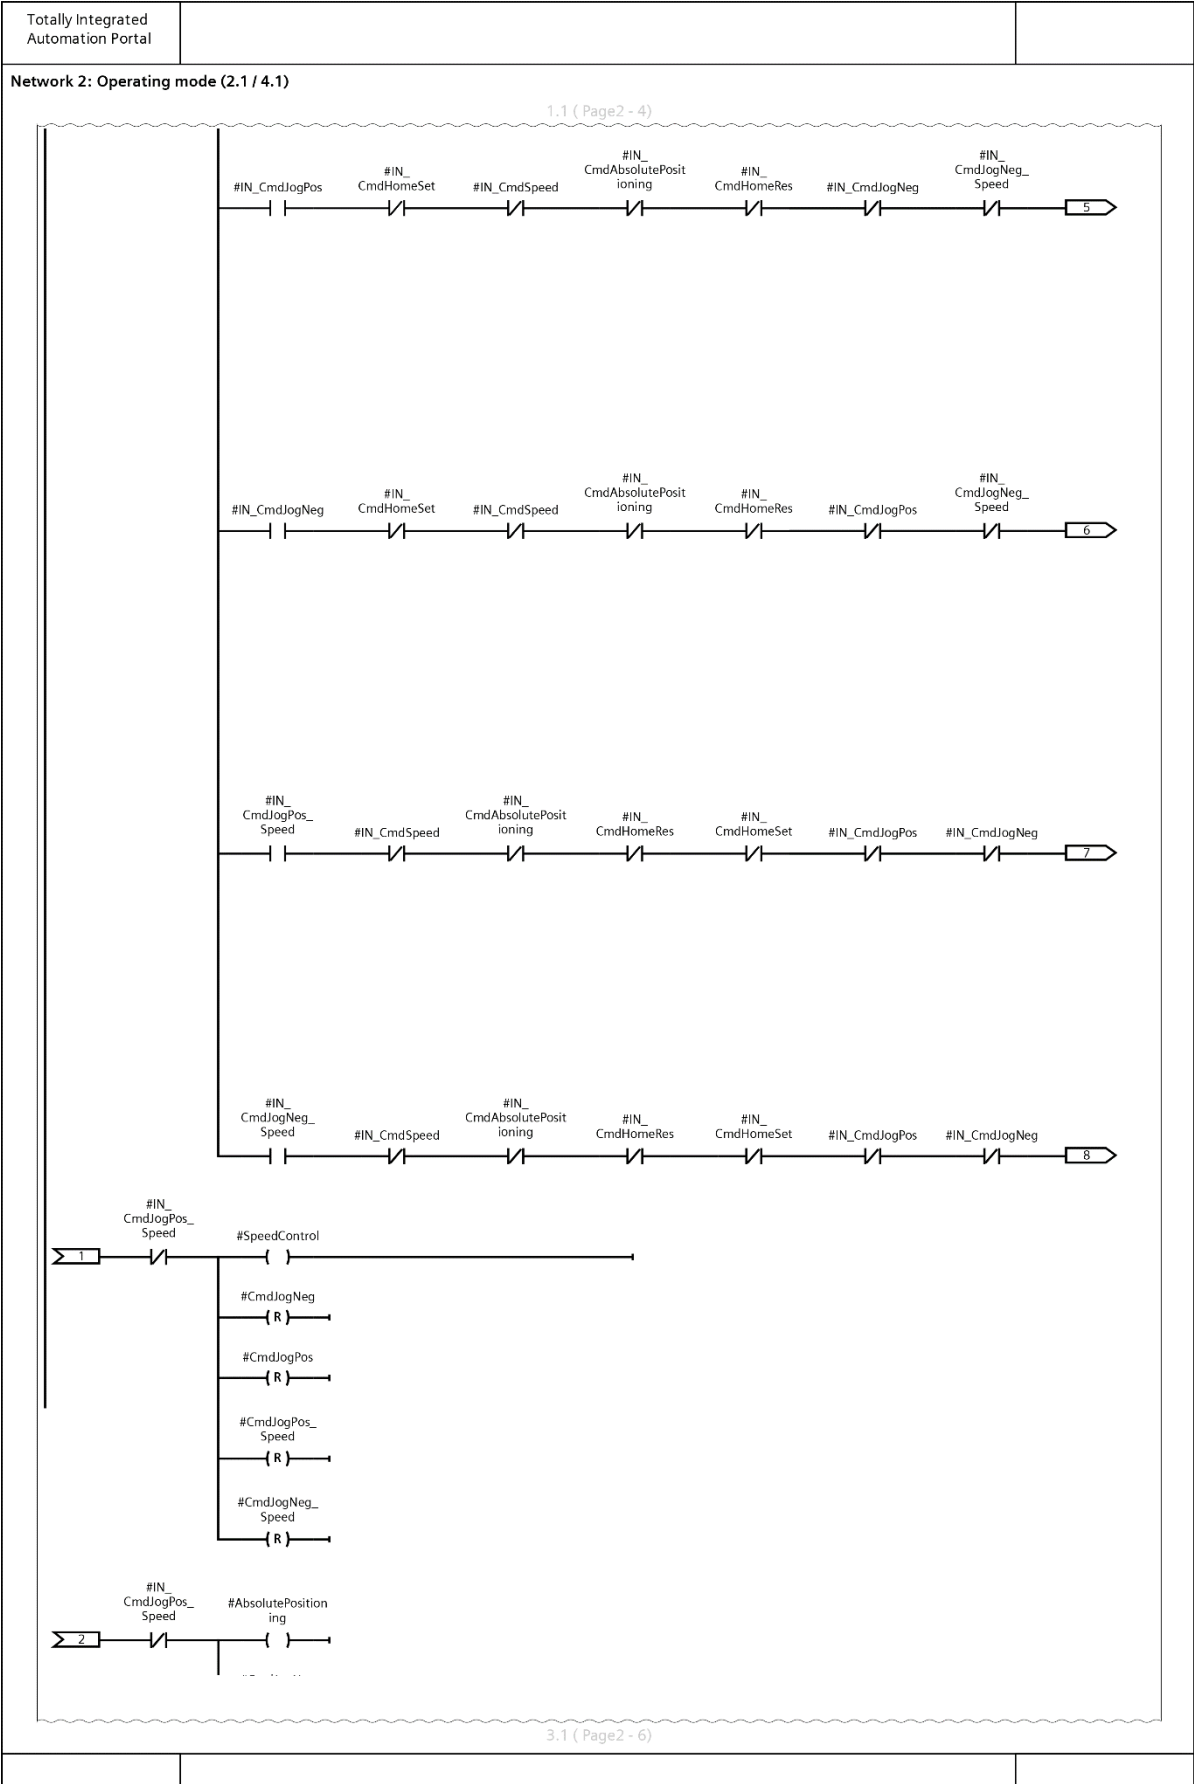 Totally Integrated
Automation Portal
Network 2: Operating mode (2.1 / 4.1)
1.1 ( Page2 - 4)
#IN_CmdJogPos
#IN_
CmdHomeSet
#IN_CmdSpeed
#IN_
CmdAbsolutePosit
ioning
#IN_
CmdHomeRes
#IN_CmdJogNeg
#IN_
CmdJogNeg_
Speed
5
#IN_CmdJogNeg
#IN_
CmdHomeSet
#IN_CmdSpeed
#IN_
CmdAbsolutePosit
ioning
#IN_
CmdHomeRes
#IN_CmdJogPos
#IN_
CmdJogNeg_
Speed
6
#IN_
CmdJogPos_
Speed
#IN_CmdSpeed
#IN_
CmdAbsolutePosit
ioning
#IN_
CmdHomeRes
#IN_
CmdHomeSet
#IN_CmdJogPos
#IN_CmdJogNeg
7
#IN_
CmdJogNeg_
Speed
#IN_CmdSpeed
#IN_
CmdAbsolutePosit
ioning
#IN_
CmdHomeRes
#IN_
CmdHomeSet
#IN_CmdJogPos
#IN_CmdJogNeg
8
1
#IN_
CmdJogPos_
Speed
#SpeedControl
#CmdJogNeg
R
#CmdJogPos
R
#CmdJogPos_
Speed
R
#CmdJogNeg_
Speed
R
2
#IN_
CmdJogPos_
Speed
#AbsolutePosition
ing
3.1 ( Page2 - 6)